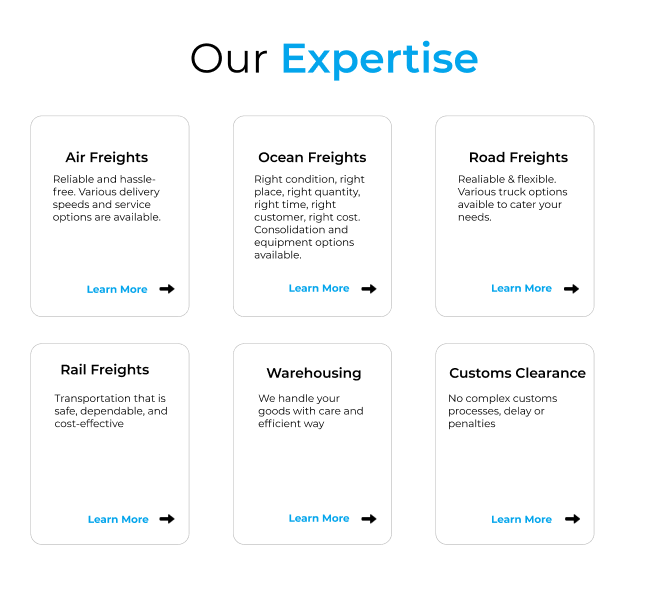 Our Expertise
Air Freights
Reliable and hassle-
free. Various delivery
speeds and service
options are available.
Learn More
Ocean Freights
Right condition, right
place, right quantity,
right time, right
customer, right cost.
Consolidation and
equipment options
available.
Learn More
Road Freights
Realiable & flexible.
Various truck options
avaible to cater your
needs.
Learn More
Rail Freights
Transportation that is
safe, dependable, and
cost-effective
Learn More
Warehousing
We handle your
goods with care and
efficient way
Learn More
Customs Clearance
No complex customs
processes, delay or
penalties
Learn More